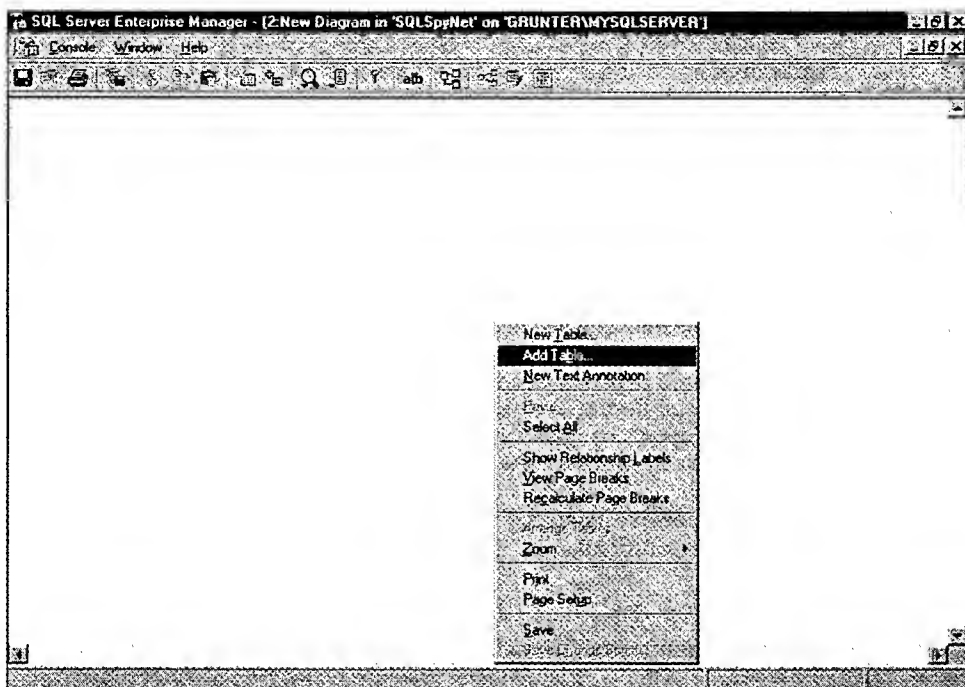 SQL Server Enterprise Manager - [2:New Diagram in 'SQLSpyNet' on 'GRUNTER\MYSQLSERVER']
Console Window Help
ab
New Table...
Add Table...
New Text Annotation
Paste
Select All
Show Relationship Labels
View Page Breaks
Recalculate Page Breaks
Arrange Tables
Zoom
Print
Page Setup
Save